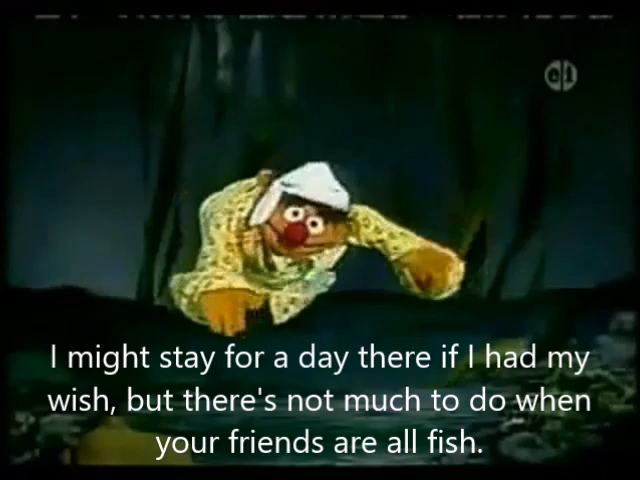 I might stay for a day there if I had my
wish, but there's not much to do when
your friends are all fish.